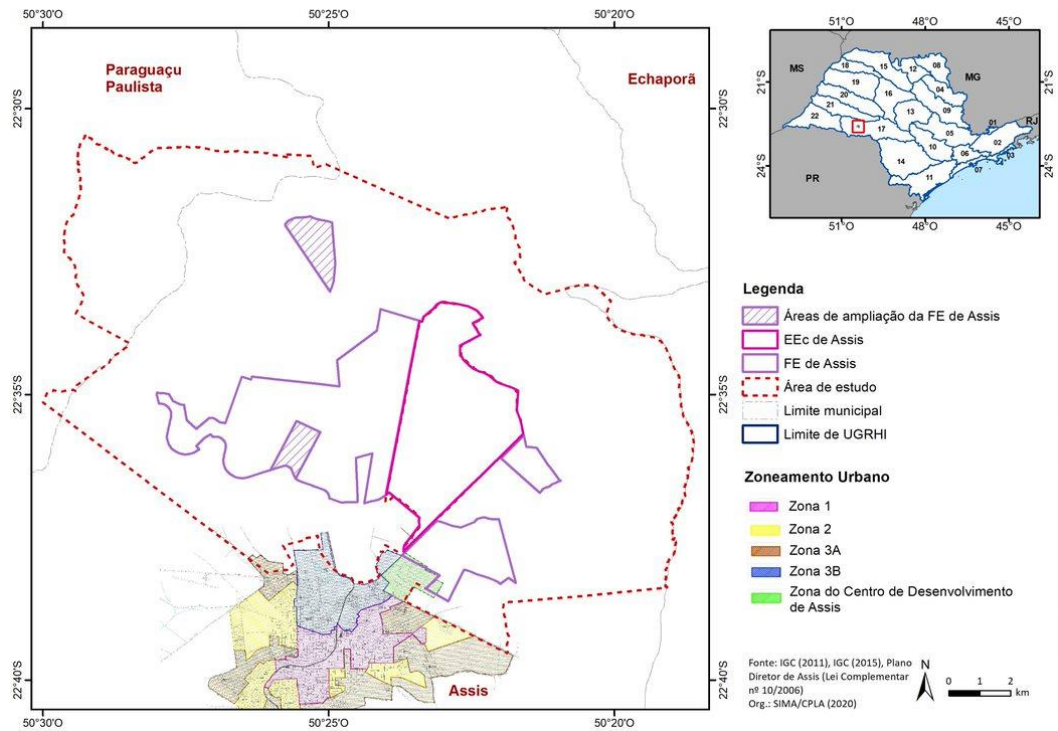 50°30'O
50°25'O
50°20'O
Paraguaçu
Paulista
Echaporã
22°30'S
22°30'S
22°35'S
22°35'S
22°40'S
22°40'S
Assis
50°30'O
50°25'O
50°20'O
51°O
48°O
45°O
21°S
21°S
24°S
24°S
MS
MG
RJ
PR
18
15
12
08
19
16
04
20
13
09
21
22
17
05
01
10
02
06
03
14
07
11
51°O
48°O
45°O
Legenda
Áreas de ampliação da FE de Assis
EEc de Assis
FE de Assis
Área de estudo
Limite municipal
Limite de UGRHI
Zoneamento Urbano
Zona 1
Zona 2
Zona 3A
Zona 3B
Zona do Centro de Desenvolvimento
de Assis
Fonte: IGC (2011), IGC (2015), Plano
Diretor de Assis (Lei Complementar
nº 10/2006)
Org.: SIMA/CPLA (2020)
N
0 1 2
km